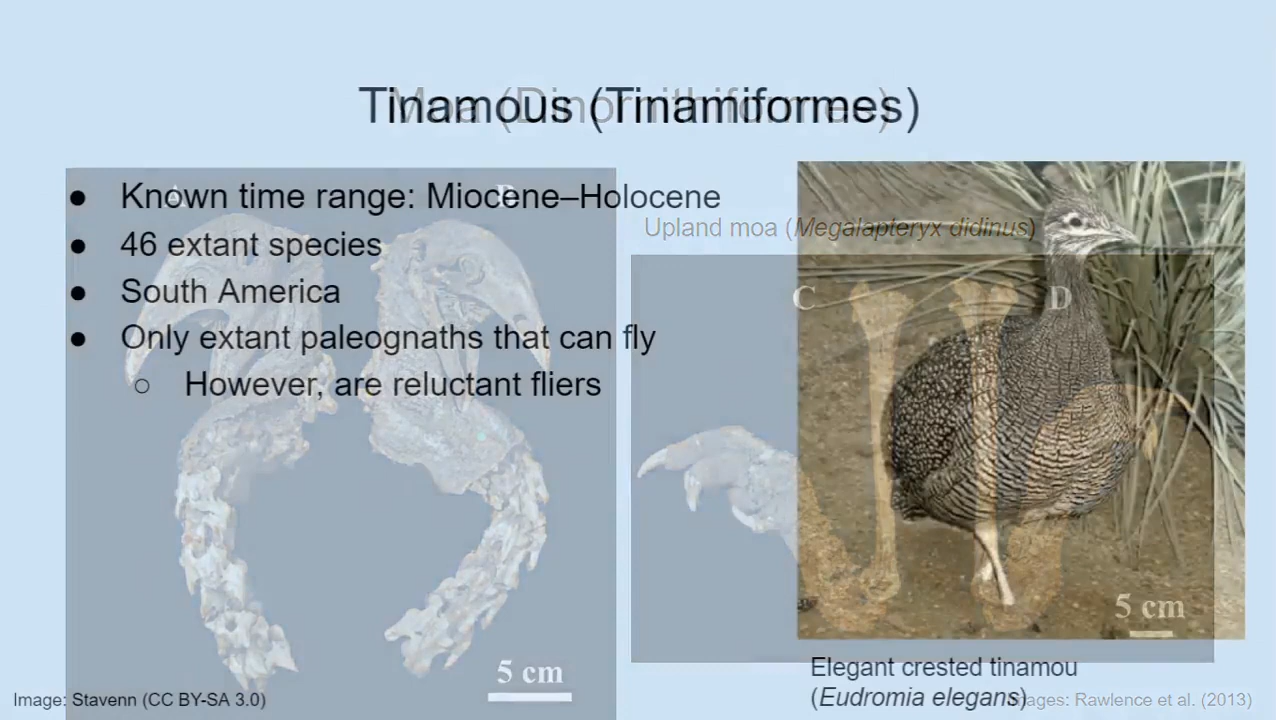 Tinamous (Tinamiformes)
Moa (Dinornithiformes)
● Known time range: Miocene–Holocene
● 46 extant species
● South America
● Only extant paleognaths that can fly
○ However, are reluctant fliers
Upland moa (Megalapteryx didinus)
C D
5 cm
5 cm
Elegant crested tinamou
(Eudromia elegans)
Image: Stavenn (CC BY-SA 3.0)
Images: Rawlence et al. (2013)